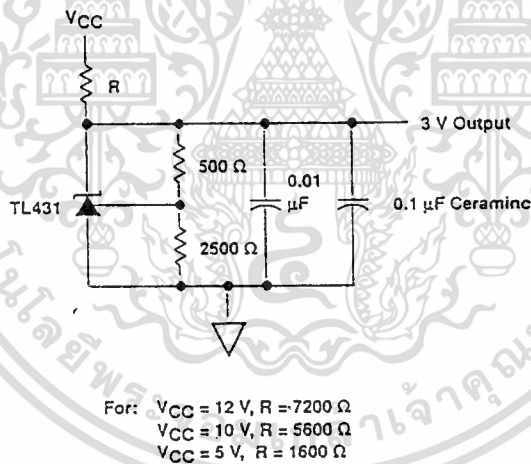 VCC
R
3 V Output
500 Ω
0.01
µF
0.1 µF Ceraminc
TL431
2500 Ω
For: VCC = 12 V, R = 7200 Ω
VCC = 10 V, R = 5600 Ω
VCC = 5 V, R = 1600 Ω